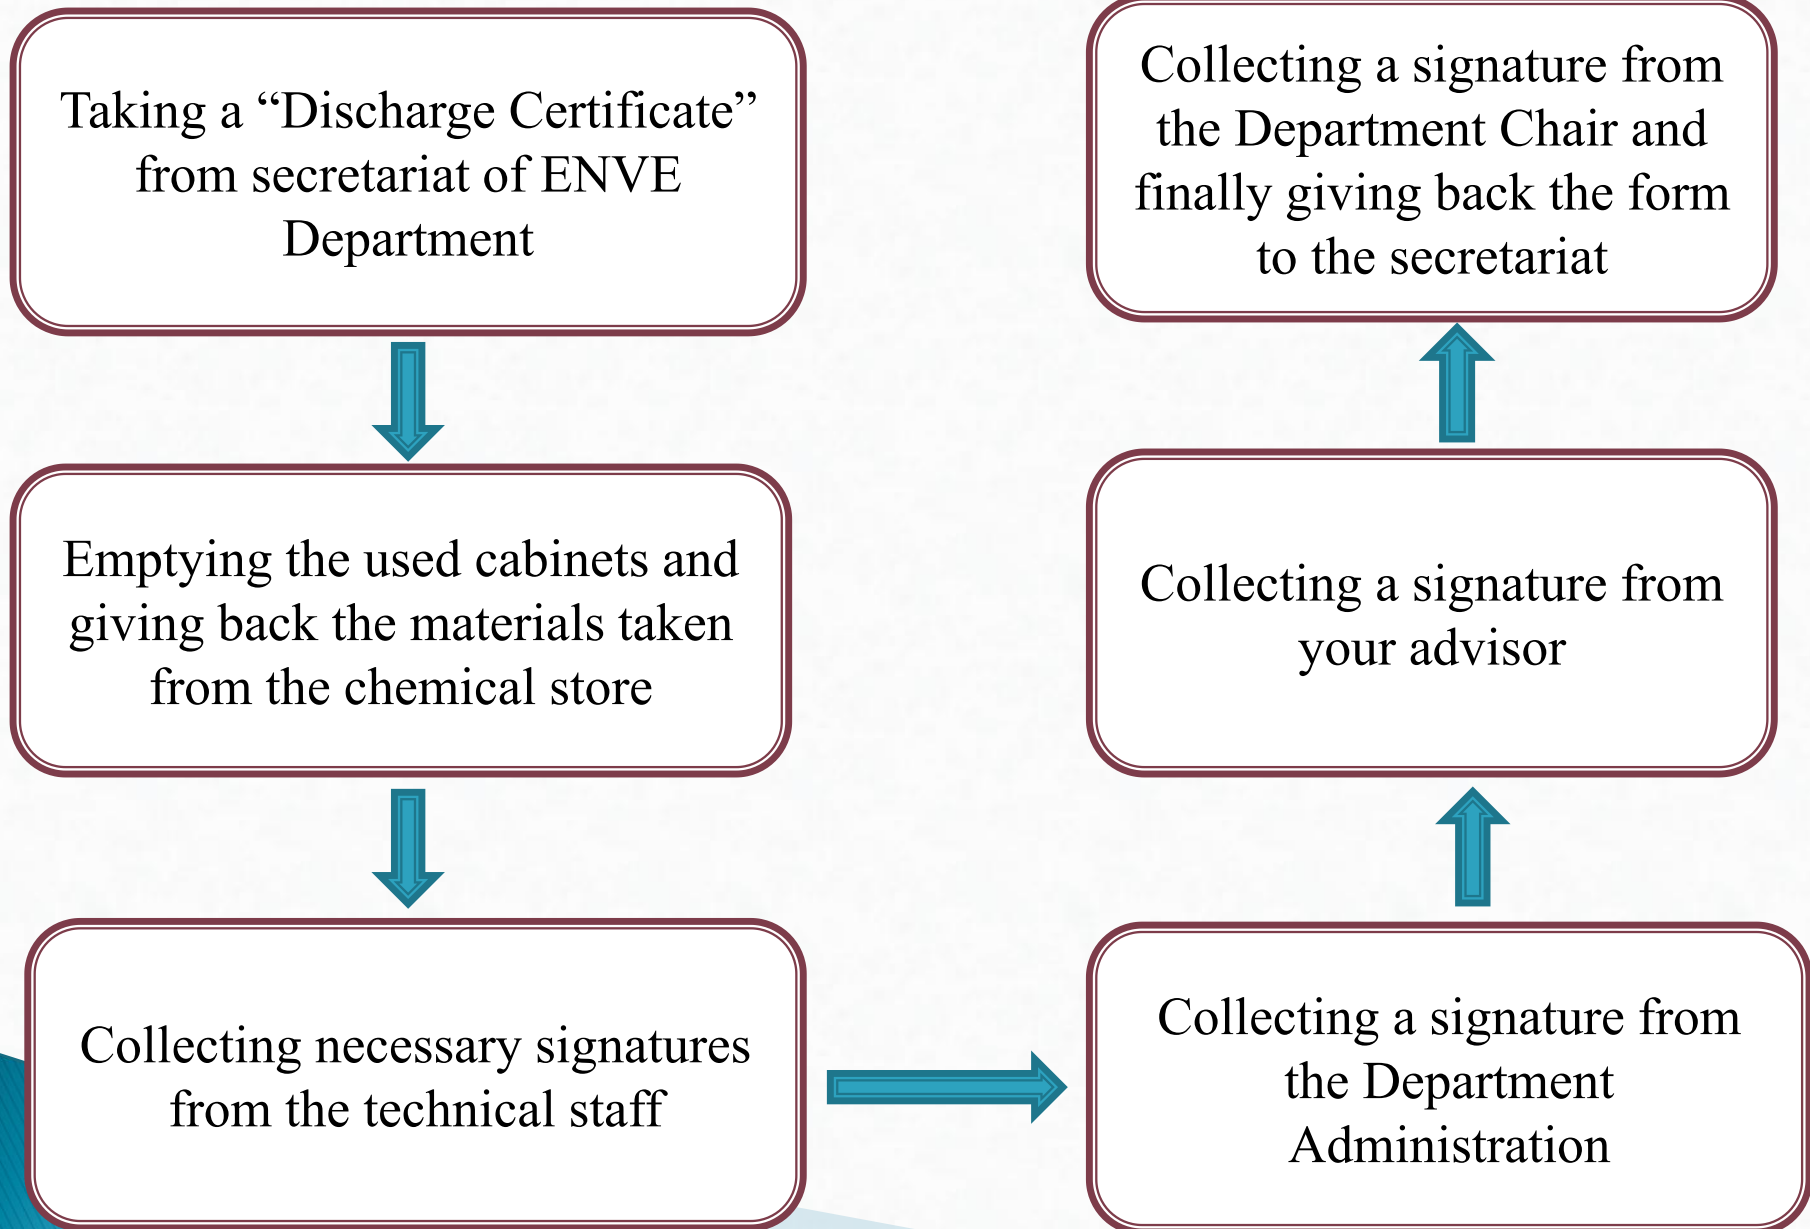 Taking a “Discharge Certificate”
from secretariat of ENVE
Department
Emptying the used cabinets and
giving back the materials taken
from the chemical store
Collecting necessary signatures
from the technical staff
Collecting a signature from
the Department
Administration
Collecting a signature from
your advisor
Collecting a signature from
the Department Chair and
finally giving back the form
to the secretariat